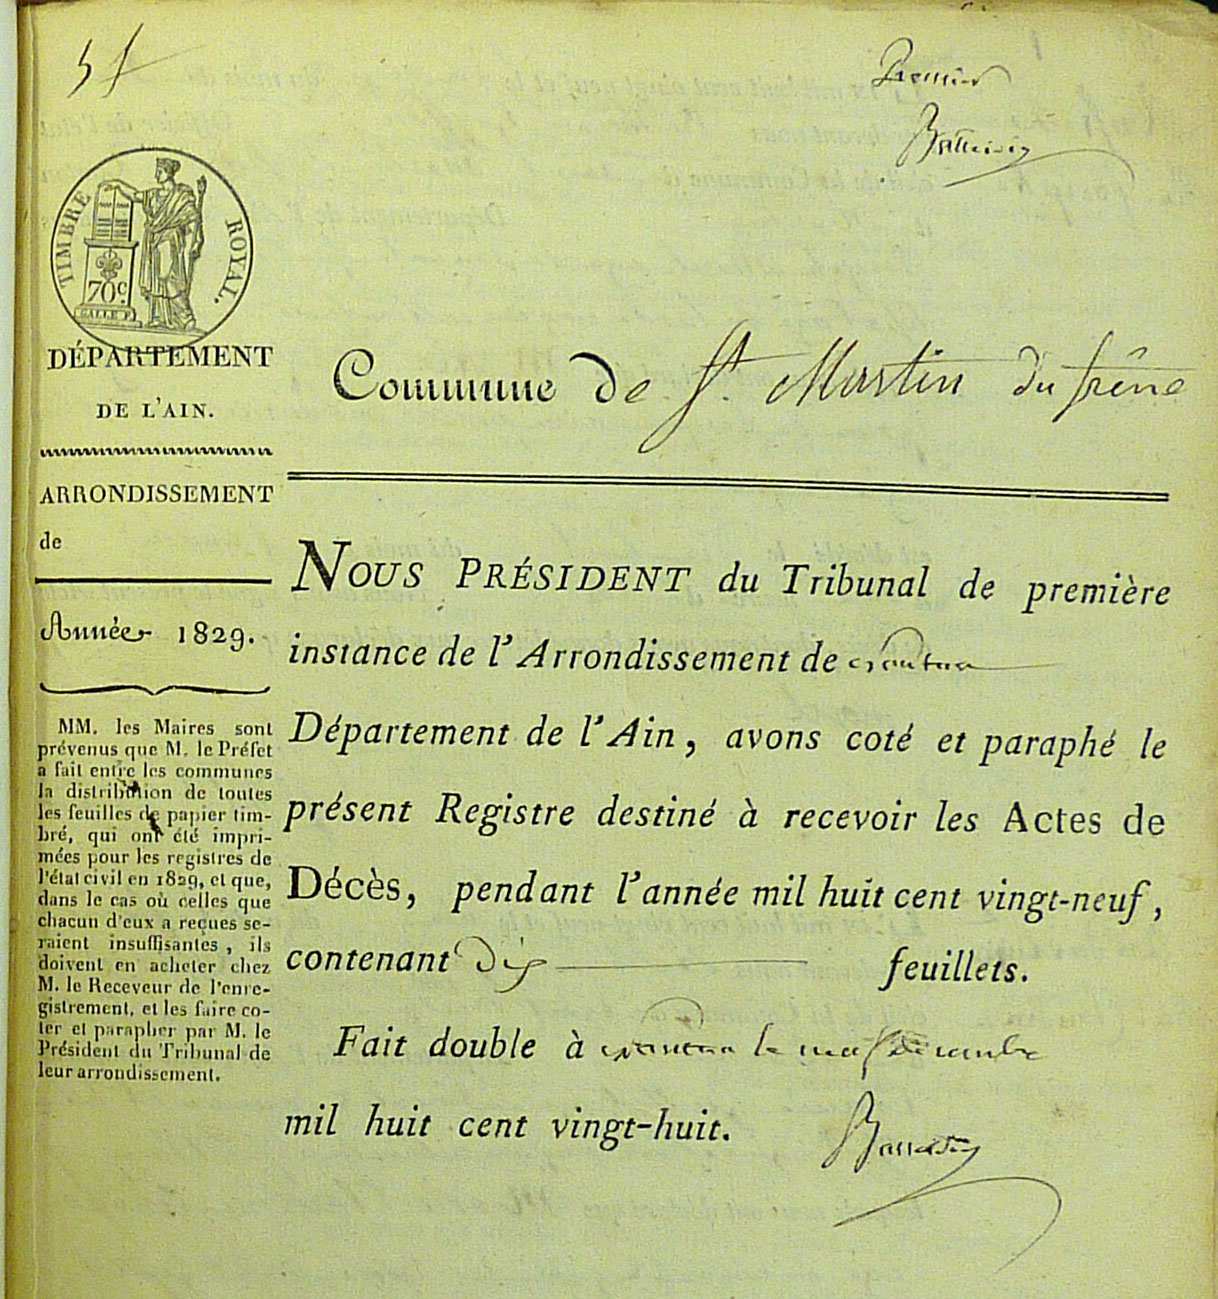 Premier
TIMBRE ROYAL.
70c.
DÉPARTEMENT
DE L'AIN.
Commune de St. Martin du frêne
ARRONDISSEMENT
de
Année 1829.
MM. les Maires sont
prévenus que M. le Préfet
a fait entre les communes
la distribution de toutes
les feuilles de papier tim-
bré, qui ont été impri-
mées pour les registres de
l'état civil en 1829, et que,
dans le cas où celles que
chacun d'eux a reçues se-
raient insuffisantes, ils
doivent en acheter chez
M. le Receveur de l'enre-
gistrement, et les faire co-
ter et parapher par M. le
Président du Tribunal de
leur arrondissement.
NOUS PRÉSIDENT du Tribunal de première
instance de l'Arrondissement de nantua
Département de l'Ain, avons coté et paraphé le
présent Registre destiné à recevoir les Actes de
Décès, pendant l'année mil huit cent vingt-neuf,
contenant Dix feuillets.
Fait double à nantua le
mil huit cent vingt-huit.